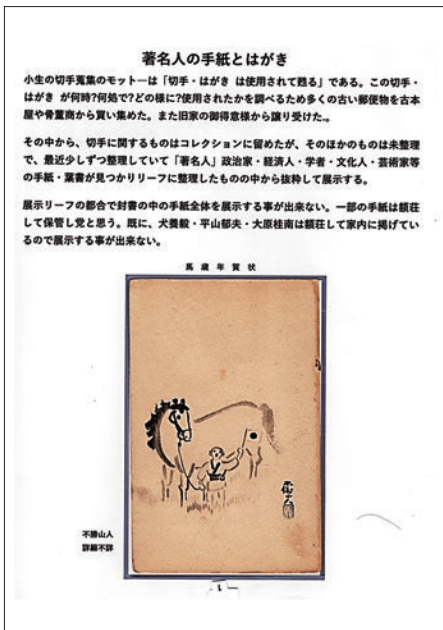 著名人の手紙とはがき
小生の切手蒐集のモットーは「切手・はがき は使用されて甦る」である。この切手・
はがき が何時?何処で?どの様に?使用されたかを調べるため多くの古い郵便物を古本
屋や骨董商から買い集めた。また旧家の御得意様から譲り受けた。。
その中から、切手に関するものはコレクションに留めたが、そのほかのものは未整理
で、最近少しずつ整理していて「著名人」政治家・経済人・学者・文化人・芸術家等
の手紙・葉書が見つかりリーフに整理したものの中から抜粋して展示する。
展示リーフの都合で封書の中の手紙全体を展示する事が出来ない。一部の手紙は額荘
して保管し党と思う。既に、犬養毅・平山郁夫・大原桂南は額荘して家内に掲げてい
るので展示する事が出来ない。
馬歳年賀状
不勝山人
詳細不詳